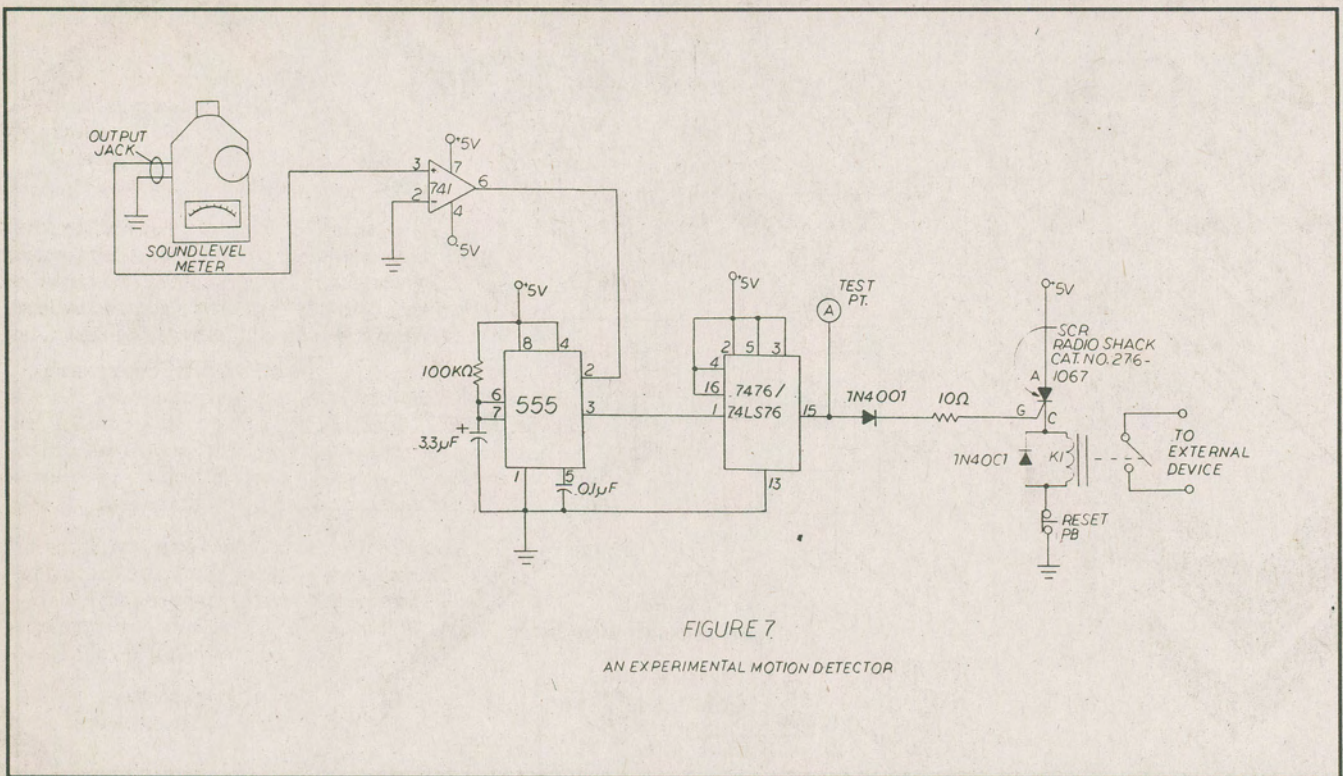 OUTPUT
JACK
SOUND LEVEL
METER
+5V
3
+
7
741
6
2
-
4
-5V
+5V
8
4
100KΩ
2
6
555
7
3
+
3.3µF
1
5
.01µF
+5V
2
5
3
4
16
7476/
1
74LS76
15
13
TEST
PT.
A
1N4001
10Ω
+5V
SCR
RADIO SHACK
CAT. NO. 276-
1067
A
G
C
1N4001
K1
TO
EXTERNAL
DEVICE
RESET
PB
FIGURE 7
AN EXPERIMENTAL MOTION DETECTOR